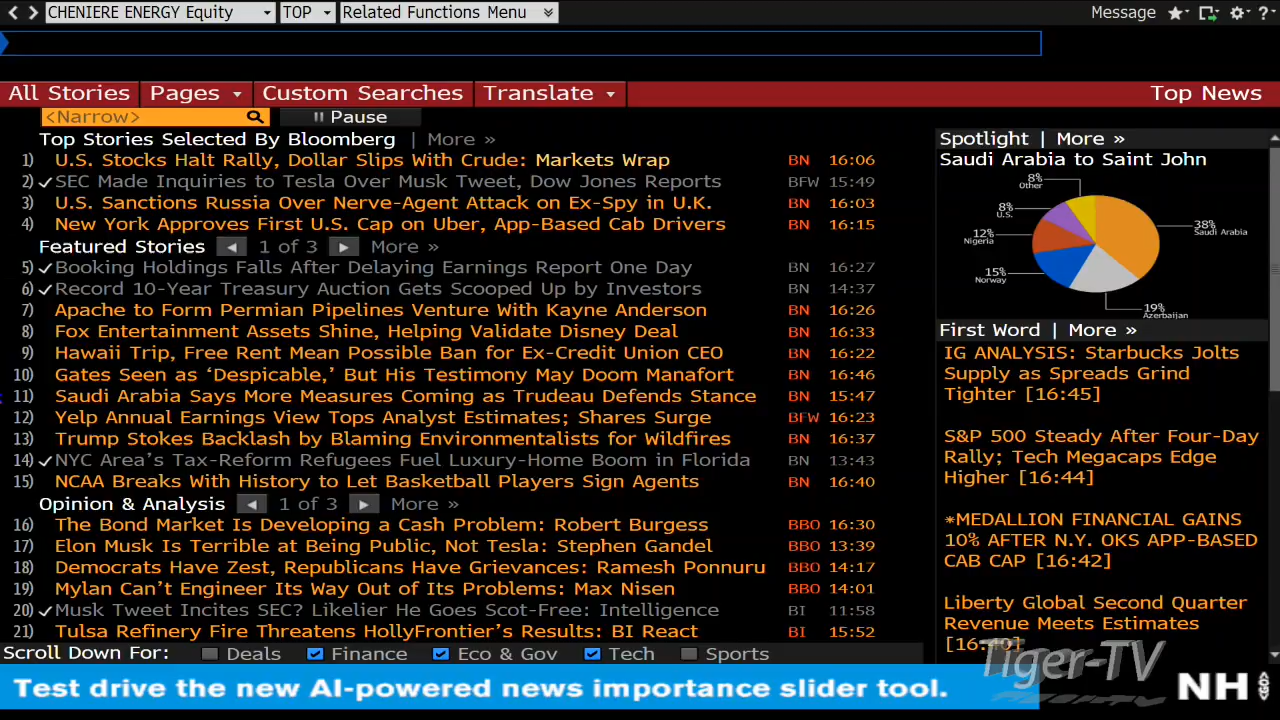 CHENIERE ENERGY Equity TOP Related Functions Menu Message ?
All Stories Pages Custom Searches Translate Top News
<Narrow> Pause
Top Stories Selected By Bloomberg | More »
1) U.S. Stocks Halt Rally, Dollar Slips With Crude: Markets Wrap BN 16:06
2) SEC Made Inquiries to Tesla Over Musk Tweet, Dow Jones Reports BFW 15:49
3) U.S. Sanctions Russia Over Nerve-Agent Attack on Ex-Spy in U.K. BN 16:03
4) New York Approves First U.S. Cap on Uber, App-Based Cab Drivers BN 16:15
Featured Stories 1 of 3 More »
5) Booking Holdings Falls After Delaying Earnings Report One Day BN 16:27
6) Record 10-Year Treasury Auction Gets Scooped Up by Investors BN 14:37
7) Apache to Form Permian Pipelines Venture With Kayne Anderson BN 16:26
8) Fox Entertainment Assets Shine, Helping Validate Disney Deal BN 16:33
9) Hawaii Trip, Free Rent Mean Possible Ban for Ex-Credit Union CEO BN 16:22
10) Gates Seen as ‘Despicable,’ But His Testimony May Doom Manafort BN 16:46
11) Saudi Arabia Says More Measures Coming as Trudeau Defends Stance BN 15:47
12) Yelp Annual Earnings View Tops Analyst Estimates; Shares Surge BFW 16:23
13) Trump Stokes Backlash by Blaming Environmentalists for Wildfires BN 16:37
14) NYC Area’s Tax-Reform Refugees Fuel Luxury-Home Boom in Florida BN 13:43
15) NCAA Breaks With History to Let Basketball Players Sign Agents BN 16:40
Opinion & Analysis 1 of 3 More »
16) The Bond Market Is Developing a Cash Problem: Robert Burgess BBO 16:30
17) Elon Musk Is Terrible at Being Public, Not Tesla: Stephen Gandel BBO 13:39
18) Democrats Have Zest, Republicans Have Grievances: Ramesh Ponnuru BBO 14:17
19) Mylan Can’t Engineer Its Way Out of Its Problems: Max Nisen BBO 14:01
20) Musk Tweet Incites SEC? Likelier He Goes Scot-Free: Intelligence BI 11:58
21) Tulsa Refinery Fire Threatens HollyFrontier’s Results: BI React BI 15:52
Scroll Down For: Deals Finance Eco & Gov Tech Sports
Spotlight | More »
Saudi Arabia to Saint John
8% Other
8% U.S.
12% Nigeria
15% Norway
38% Saudi Arabia
19% Azerbaijan
First Word | More »
IG ANALYSIS: Starbucks Jolts
Supply as Spreads Grind
Tighter [16:45]
S&P 500 Steady After Four-Day
Rally; Tech Megacaps Edge
Higher [16:44]
*MEDALLION FINANCIAL GAINS
10% AFTER N.Y. OKS APP-BASED
CAB CAP [16:42]
Liberty Global Second Quarter
Revenue Meets Estimates
[16:40]
Tiger-TV
Test drive the new AI-powered news importance slider tool.
NH
GO